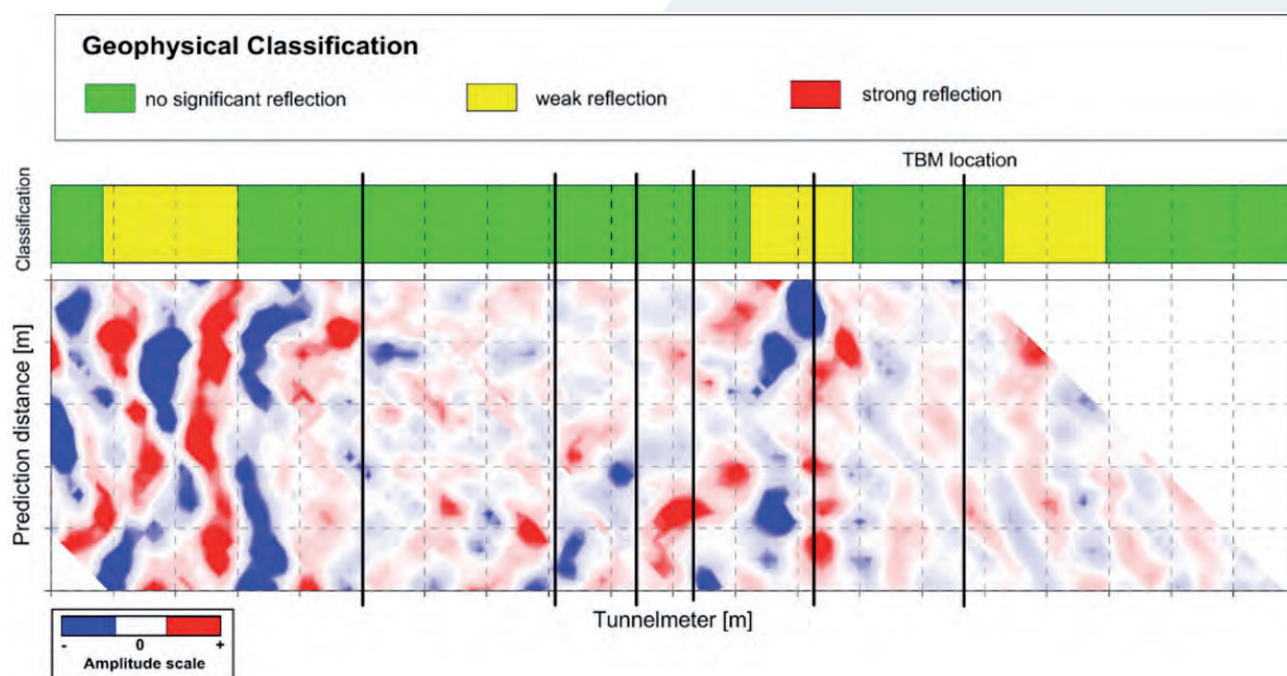 Geophysical Classification
no significant reflection
weak reflection
strong reflection
TBM location
Classification
Prediction distance [m]
Tunnelmeter [m]
- 0 +
Amplitude scale